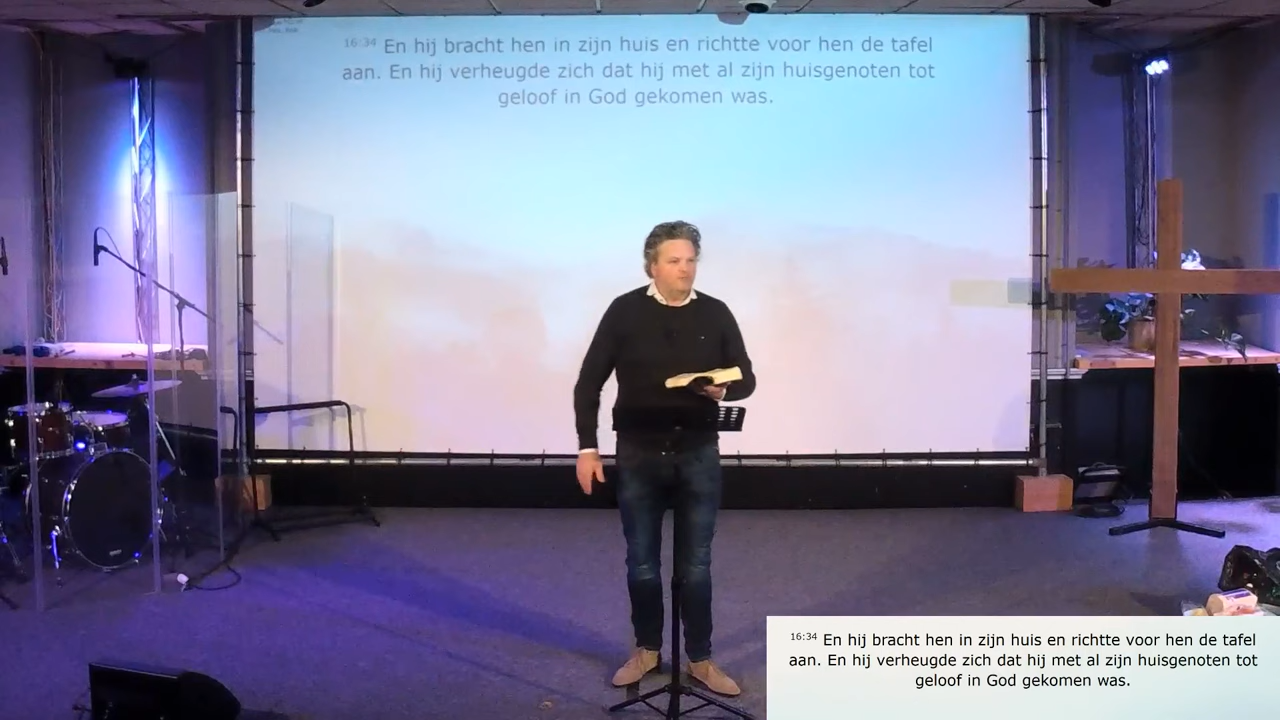 16:34 En hij bracht hen in zijn huis en richtte voor hen de tafel
aan. En hij verheugde zich dat hij met al zijn huisgenoten tot
geloof in God gekomen was.
16:34 En hij bracht hen in zijn huis en richtte voor hen de tafel
aan. En hij verheugde zich dat hij met al zijn huisgenoten tot
geloof in God gekomen was.